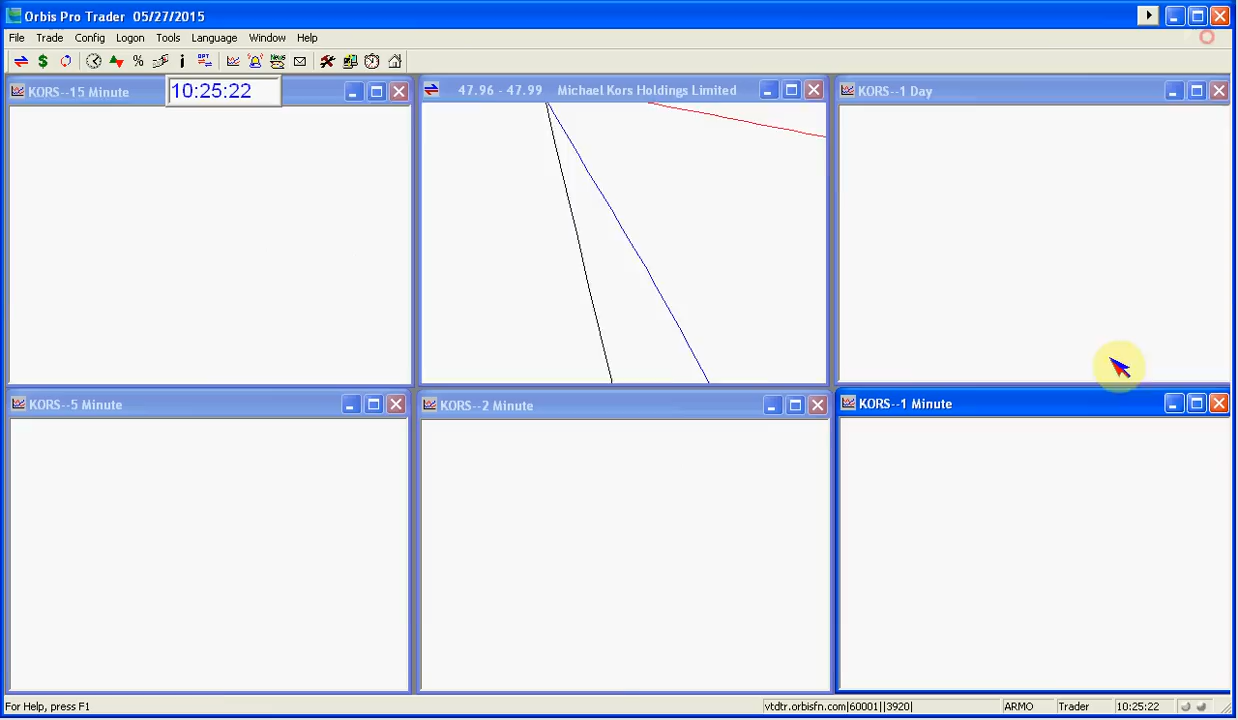 Orbis Pro Trader 05/27/2015
File Trade Config Logon Tools Language Window Help
$ % i OPT News
KORS--15 Minute
10:25:22
47.96 - 47.99 Michael Kors Holdings Limited
KORS--1 Day
KORS--5 Minute
KORS--2 Minute
KORS--1 Minute
For Help, press F1
vtdtr.orbisfn.com|60001||3920|
ARMO
Trader
10:25:22